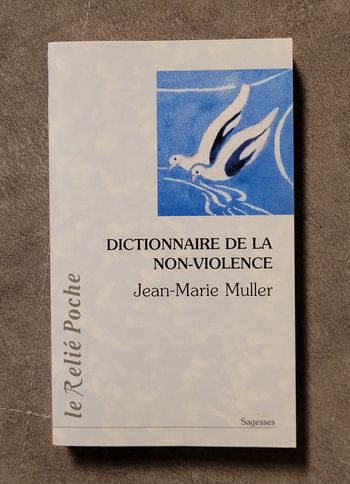 DICTIONNAIRE DE LA
NON-VIOLENCE
Jean-Marie Muller
le Relié Poche
Sagesses